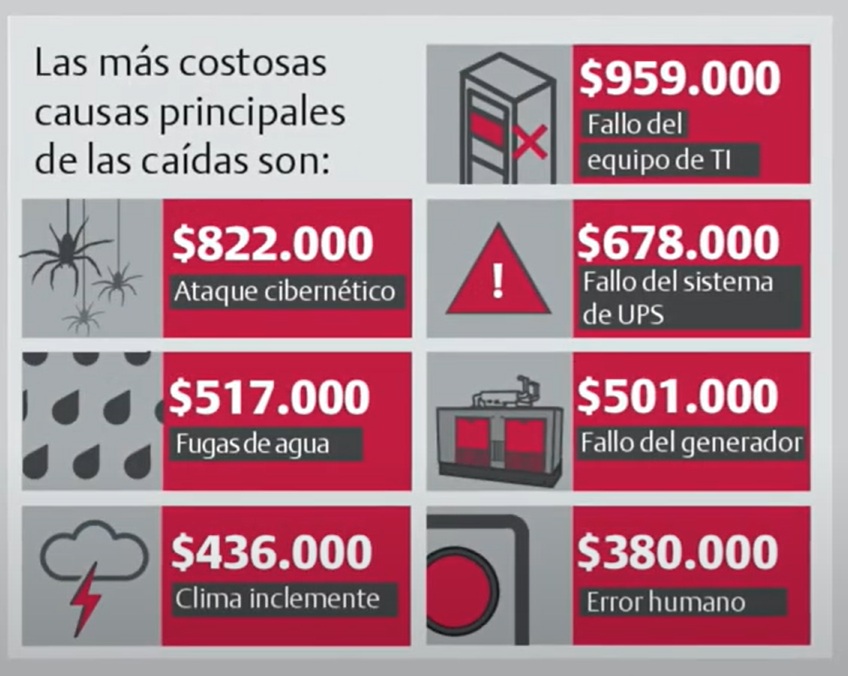 Las más costosas
causas principales
de las caídas son:
$959.000
Fallo del
equipo de TI
$822.000
Ataque cibernético
$678.000
Fallo del sistema
de UPS
$517.000
Fugas de agua
$501.000
Fallo del generador
$436.000
Clima inclemente
$380.000
Error humano